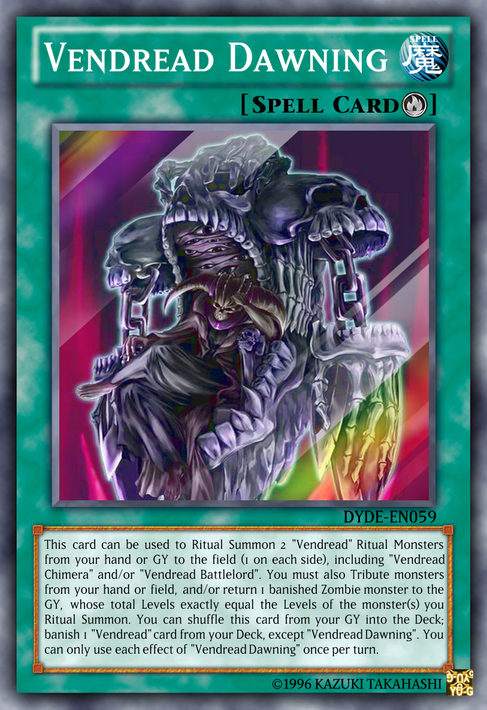 VENDREAD DAWNING
SPELL
魔
[SPELL CARD]
DYDE-EN059
This card can be used to Ritual Summon 2 "Vendread" Ritual Monsters
from your hand or GY to the field (1 on each side), including "Vendread
Chimera" and/or "Vendread Battlelord". You must also Tribute monsters
from your hand or field, and/or return 1 banished Zombie monster to the
GY, whose total Levels exactly equal the Levels of the monster(s) you
Ritual Summon. You can shuffle this card from your GY into the Deck;
banish 1 "Vendread" card from your Deck, except "Vendread Dawning". You
can only use each effect of "Vendread Dawning" once per turn.
©1996 KAZUKI TAKAHASHI